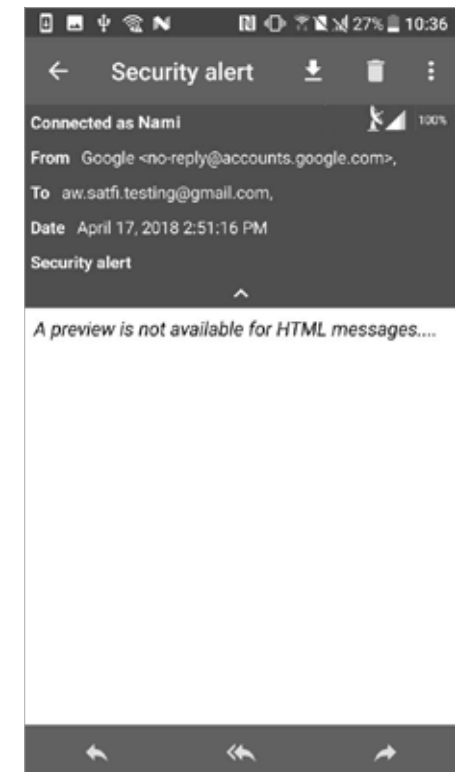 27% 10:36
Security alert
Connected as Nami 100%
From Google <no-reply@accounts.google.com>,
To aw.satfi.testing@gmail.com,
Date April 17, 2018 2:51:16 PM
Security alert
A preview is not available for HTML messages....